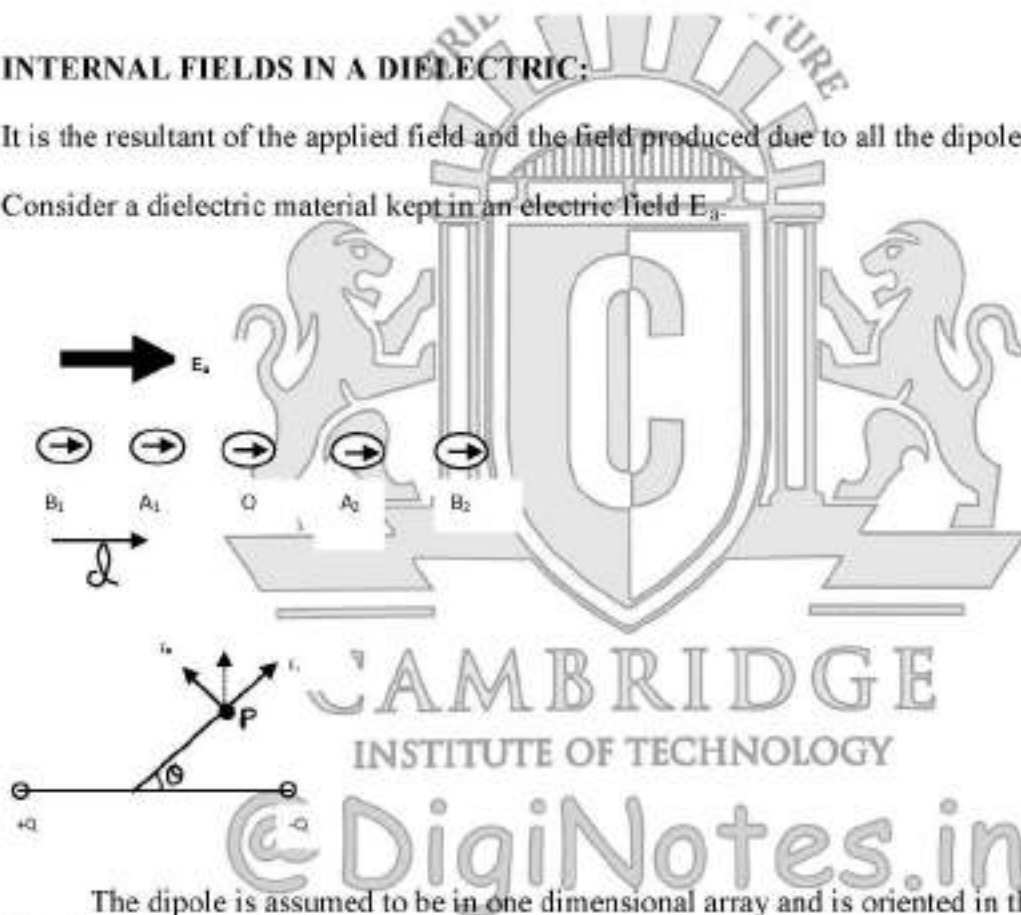 INTERNAL FIELDS IN A DIELECTRIC:
TURE
It is the resultant of the applied field and the field produced due to all the dipole
Consider a dielectric material kept in an electric field Ea.
Ea
B1 A1 O A2 B2
d
P
θ
+Q -Q
CAMBRIDGE
INSTITUTE OF TECHNOLOGY
@DigiNotes.in
The dipole is assumed to be in one dimensional array and is oriented in th